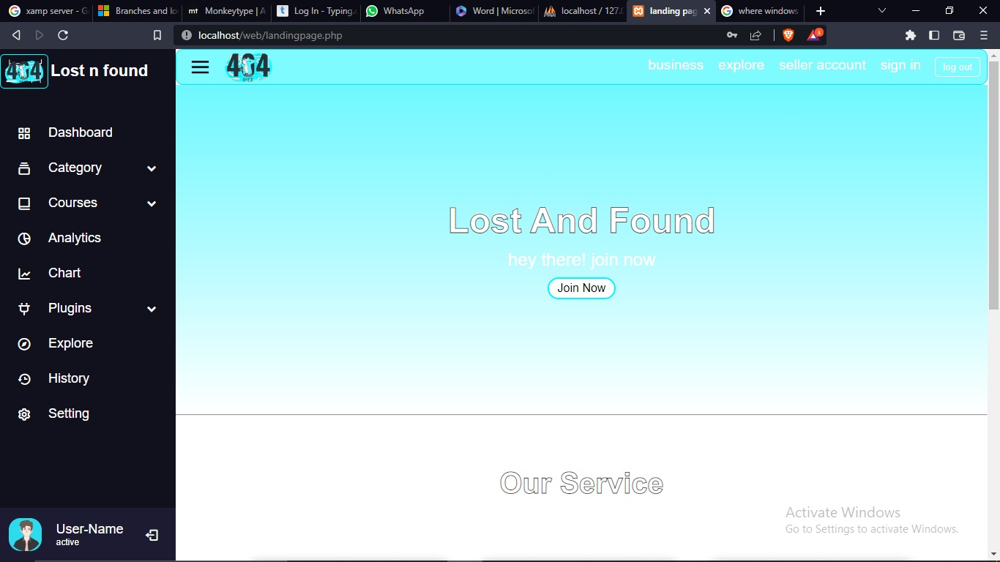 xamp server - G
Branches and lo
mt Monkeytype | A
t Log In - Typing.c
WhatsApp
Word | Microsof
localhost / 127.0
landing pag
where windows
localhost/web/landingpage.php
3
404 Lost n found
404
business explore seller account sign in log out
Dashboard
Category
Courses
Analytics
Chart
Plugins
Explore
History
Setting
Lost And Found
hey there! join now
Join Now
Our Service
Activate Windows
Go to Settings to activate Windows.
User-Name
active